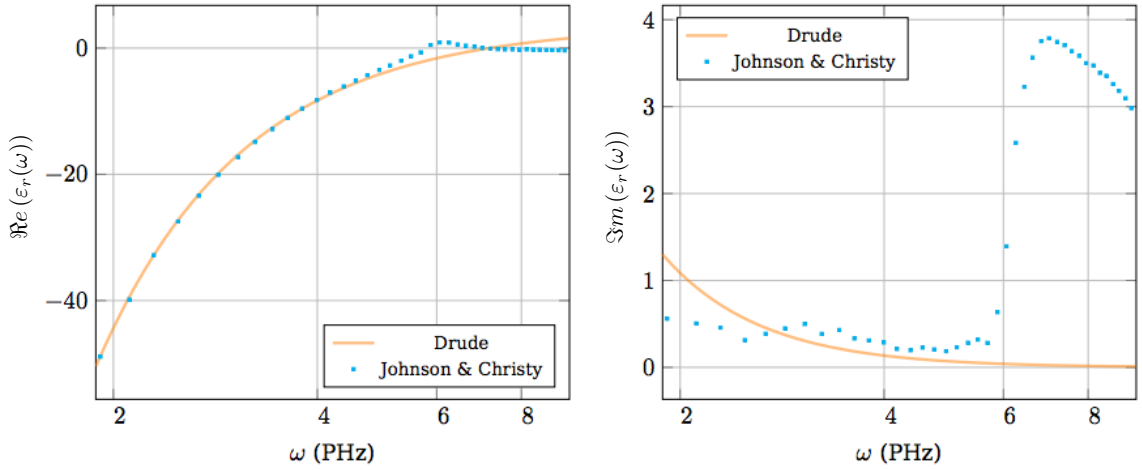 0
−20
−40
2
4
6
8
ω (PHz)
ℜe (εr(ω))
Drude
Johnson & Christy
4
3
2
1
0
2
4
6
8
ω (PHz)
ℑm (εr(ω))
Drude
Johnson & Christy